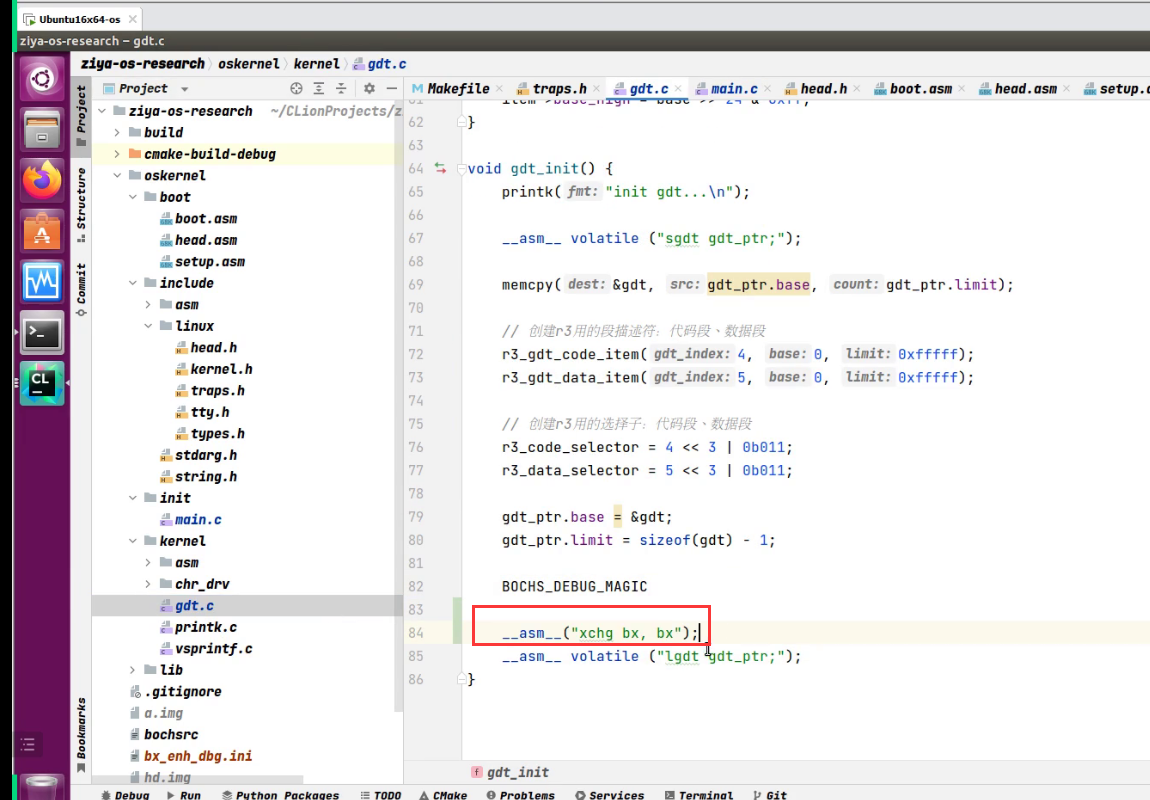 Ubuntu16x64-os
ziya-os-research – gdt.c
ziya-os-research oskernel kernel gdt.c
Project
Makefile traps.h gdt.c main.c head.h boot.asm head.asm setup.a
Project
Structure
Commit
Bookmarks
ziya-os-research ~/CLionProjects/z
build
cmake-build-debug
oskernel
boot
boot.asm
head.asm
setup.asm
include
asm
linux
head.h
kernel.h
traps.h
tty.h
types.h
stdarg.h
string.h
init
main.c
kernel
asm
chr_drv
gdt.c
printk.c
vsprintf.c
lib
.gitignore
a.img
bochsrc
bx_enh_dbg.ini
hd.img
61 item->base_high = base >> 24 & 0xff;
62 }
63
64 void gdt_init() {
65 printk( fmt: "init gdt...\n");
66
67 __asm__ volatile ("sgdt gdt_ptr;");
68
69 memcpy( dest: &gdt, src: gdt_ptr.base, count: gdt_ptr.limit);
70
71 // 创建r3用的段描述符：代码段、数据段
72 r3_gdt_code_item( gdt_index: 4, base: 0, limit: 0xfffff);
73 r3_gdt_data_item( gdt_index: 5, base: 0, limit: 0xfffff);
74
75 // 创建r3用的选择子：代码段、数据段
76 r3_code_selector = 4 << 3 | 0b011;
77 r3_data_selector = 5 << 3 | 0b011;
78
79 gdt_ptr.base = &gdt;
80 gdt_ptr.limit = sizeof(gdt) - 1;
81
82 BOCHS_DEBUG_MAGIC
83
84 __asm__("xchg bx, bx");
85 __asm__ volatile ("lgdt gdt_ptr;");
86 }
f gdt_init
Debug Run Python Packages TODO CMake Problems Services Terminal Git